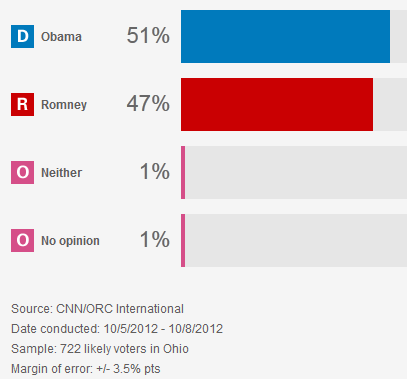 D Obama 51%
R Romney 47%
O Neither 1%
O No opinion 1%
Source: CNN/ORC International
Date conducted: 10/5/2012 - 10/8/2012
Sample: 722 likely voters in Ohio
Margin of error: +/- 3.5% pts